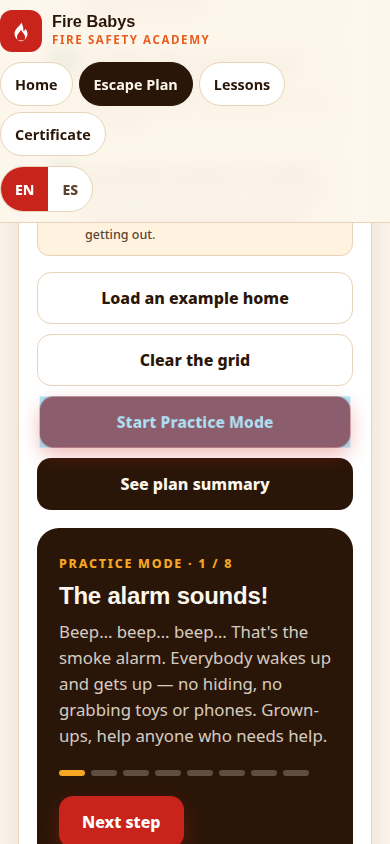 Fire Babys
FIRE SAFETY ACADEMY
Home
Escape Plan
Lessons
Certificate
EN
ES
getting out.
Load an example home
Clear the grid
Start Practice Mode
See plan summary
PRACTICE MODE · 1 / 8
The alarm sounds!
Beep… beep… beep… That's the
smoke alarm. Everybody wakes up
and gets up — no hiding, no
grabbing toys or phones. Grown-
ups, help anyone who needs help.
Next step